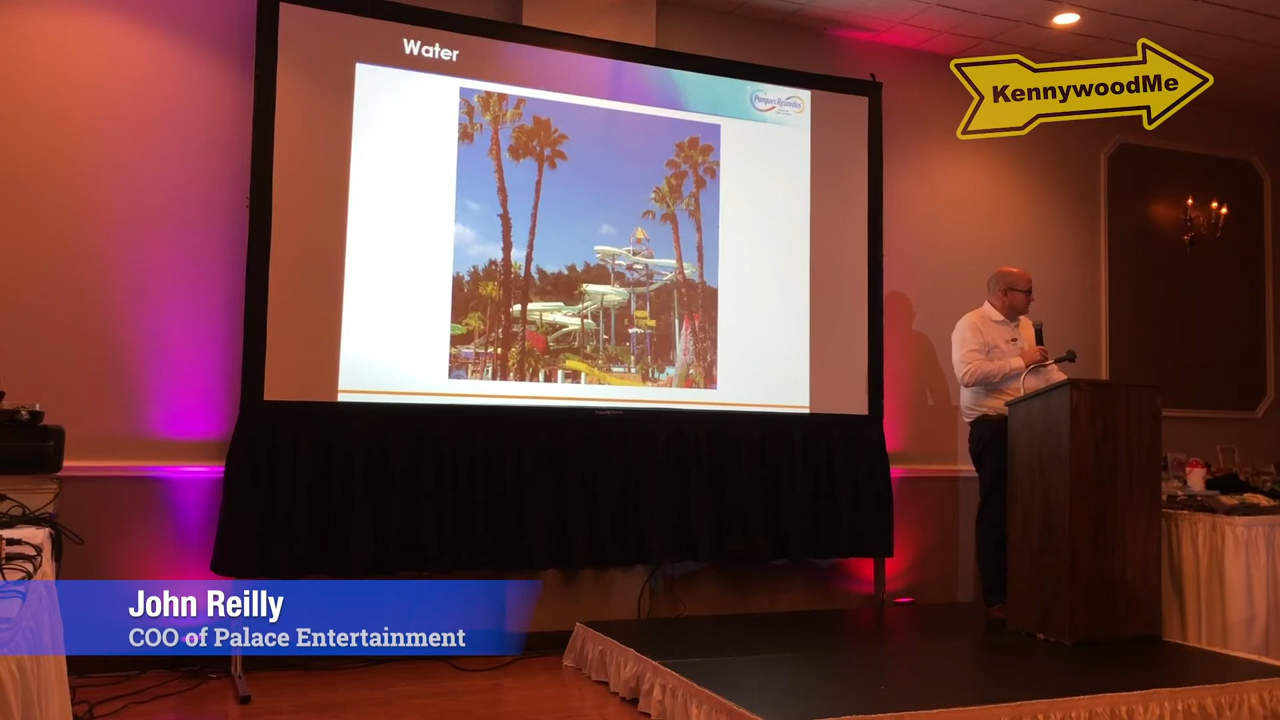 Water
Parques Reunidos
KennywoodMe
John Reilly
COO of Palace Entertainment